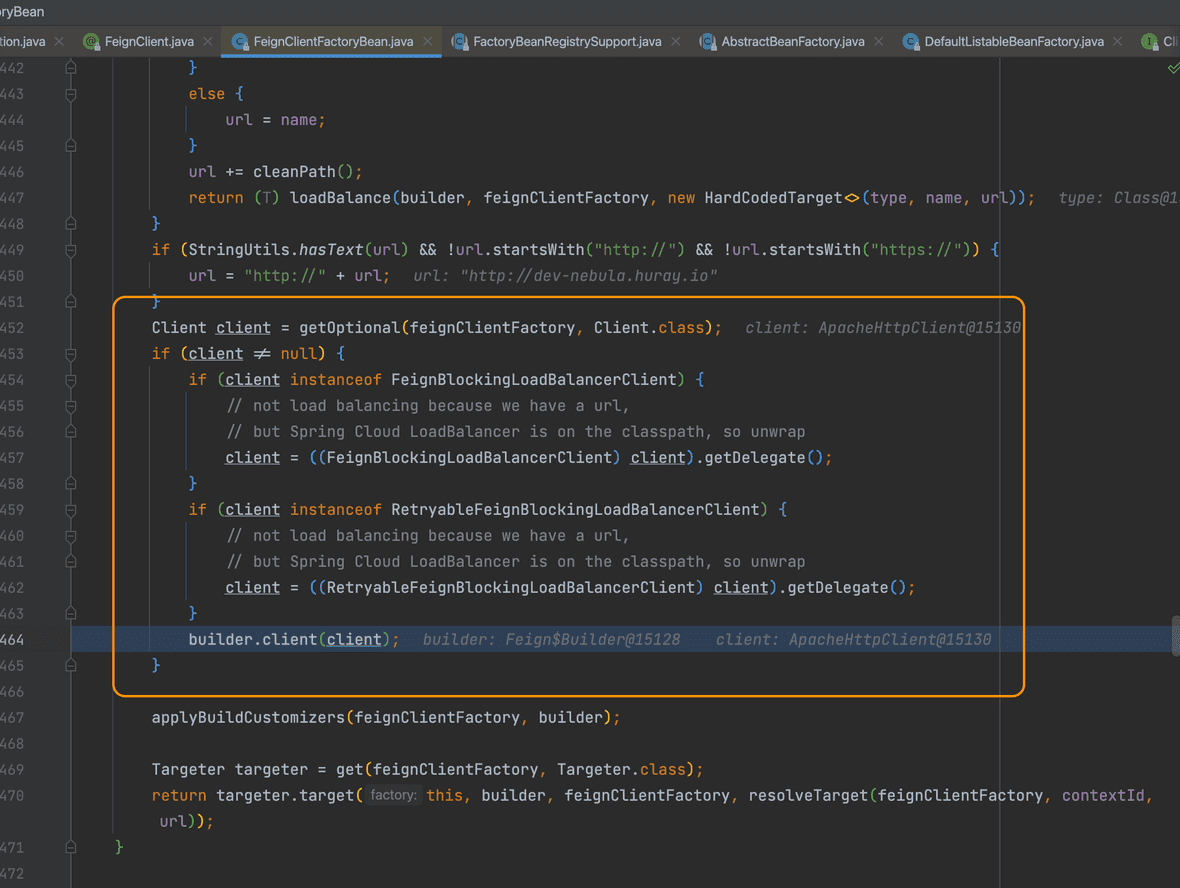 ryBean
tion.java FeignClient.java FeignClientFactoryBean.java FactoryBeanRegistrySupport.java AbstractBeanFactory.java DefaultListableBeanFactory.java Cli
442 }
443 else {
444 url = name;
445 }
446 url += cleanPath();
447 return (T) loadBalance(builder, feignClientFactory, new HardCodedTarget<>(type, name, url)); type: Class@1
448 }
449 if (StringUtils.hasText(url) && !url.startsWith("http://") && !url.startsWith("https://")) {
450 url = "http://" + url; url: "http://dev-nebula.huray.io"
451 }
452 Client client = getOptional(feignClientFactory, Client.class); client: ApacheHttpClient@15130
453 if (client ≠ null) {
454 if (client instanceof FeignBlockingLoadBalancerClient) {
455 // not load balancing because we have a url,
456 // but Spring Cloud LoadBalancer is on the classpath, so unwrap
457 client = ((FeignBlockingLoadBalancerClient) client).getDelegate();
458 }
459 if (client instanceof RetryableFeignBlockingLoadBalancerClient) {
460 // not load balancing because we have a url,
461 // but Spring Cloud LoadBalancer is on the classpath, so unwrap
462 client = ((RetryableFeignBlockingLoadBalancerClient) client).getDelegate();
463 }
464 builder.client(client); builder: Feign$Builder@15128 client: ApacheHttpClient@15130
465 }
466
467 applyBuildCustomizers(feignClientFactory, builder);
468
469 Targeter targeter = get(feignClientFactory, Targeter.class);
470 return targeter.target( factory: this, builder, feignClientFactory, resolveTarget(feignClientFactory, contextId,
url));
471 }
472